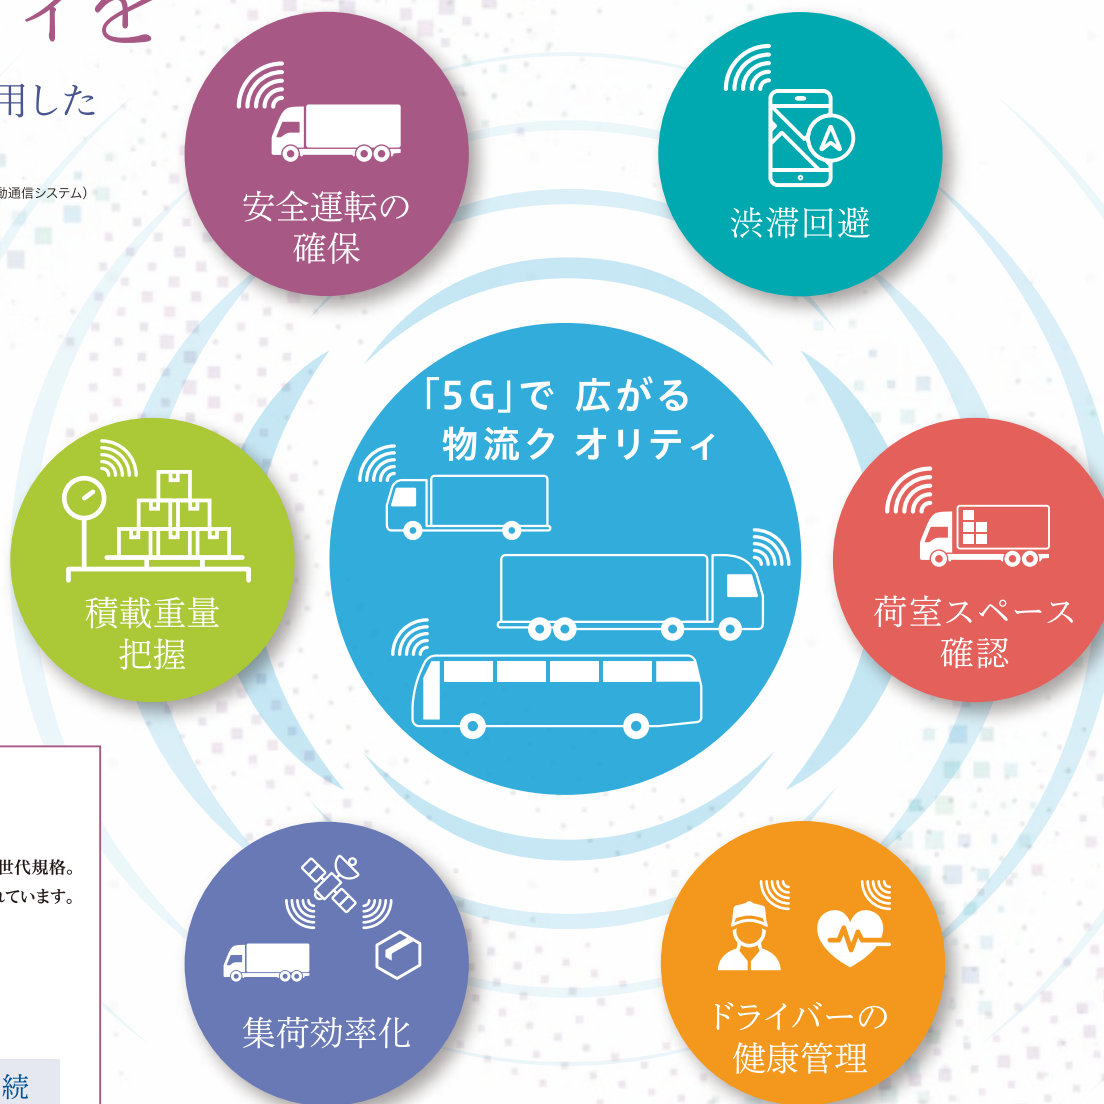 ィを
用した
動通信システム）
安全運転の
確保
渋滞回避
「5G」で 広がる
物流ク オリティ
積載重量
把握
荷室スペース
確認
世代規格。
れています。
集荷効率化
ドライバーの
健康管理
続